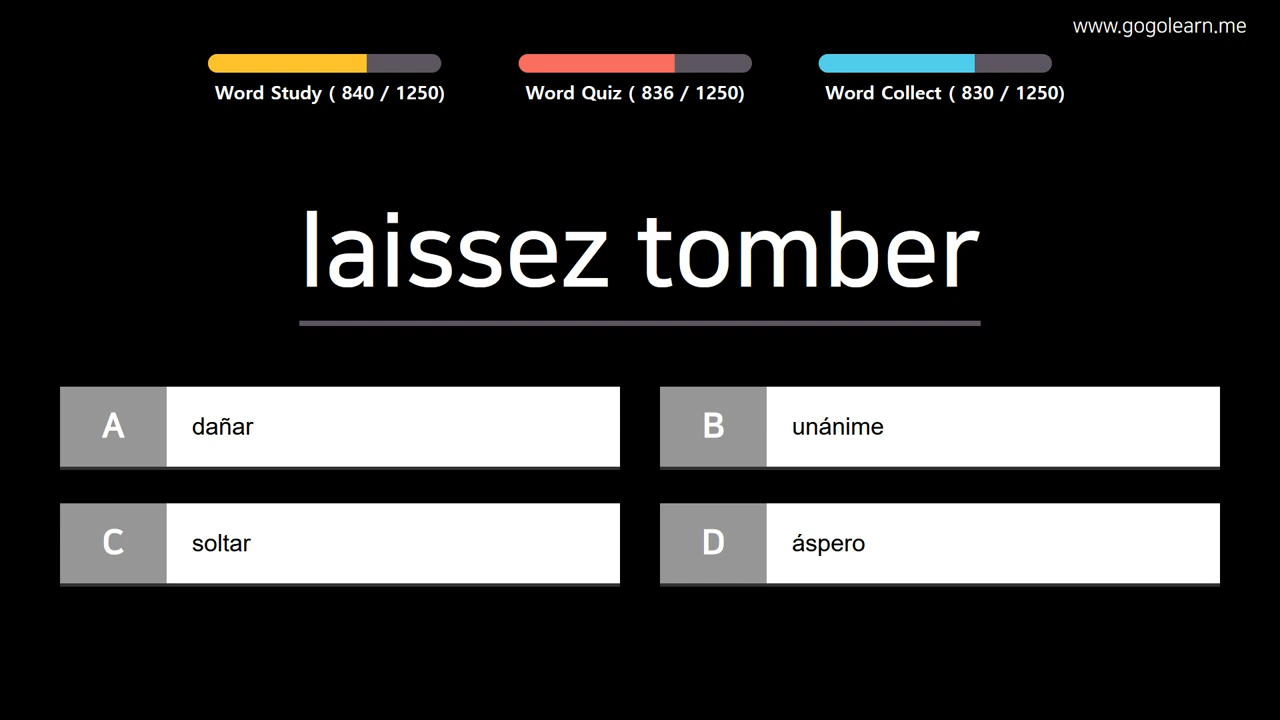 www.gogolearn.me
Word Study ( 840 / 1250)
Word Quiz ( 836 / 1250)
Word Collect ( 830 / 1250)
laissez tomber
A dañar
B unánime
C soltar
D áspero